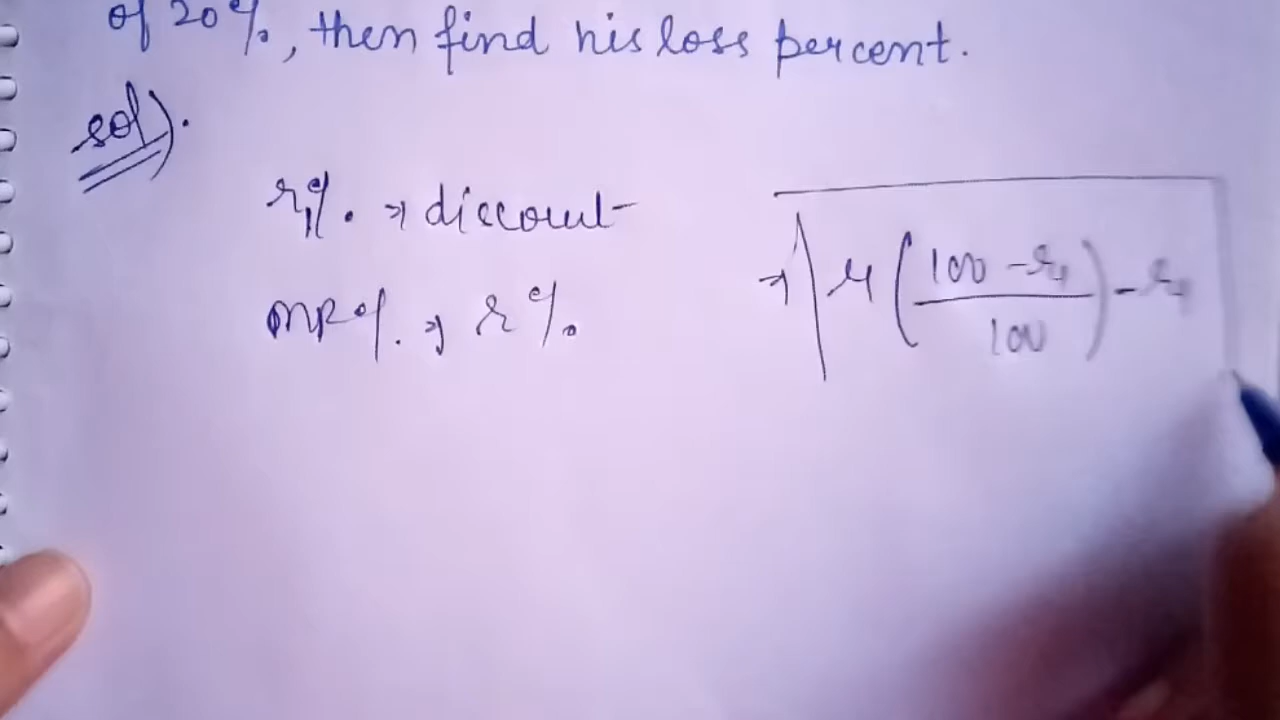 of 20%, then find his loss percent.
sol).
r₁%. → discount
MP%. → r%.
→ r (100 - r₁ / 100) - r₁